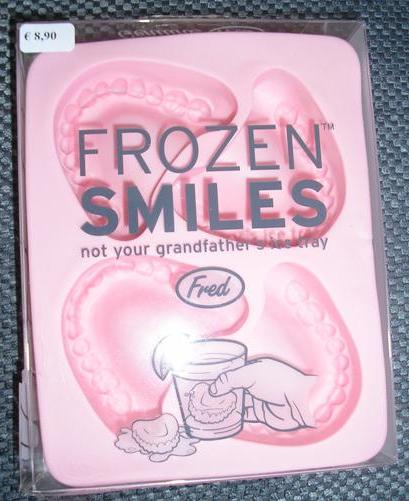 € 8,90
FROZEN™
SMILES
not your grandfather's ice tray
Fred